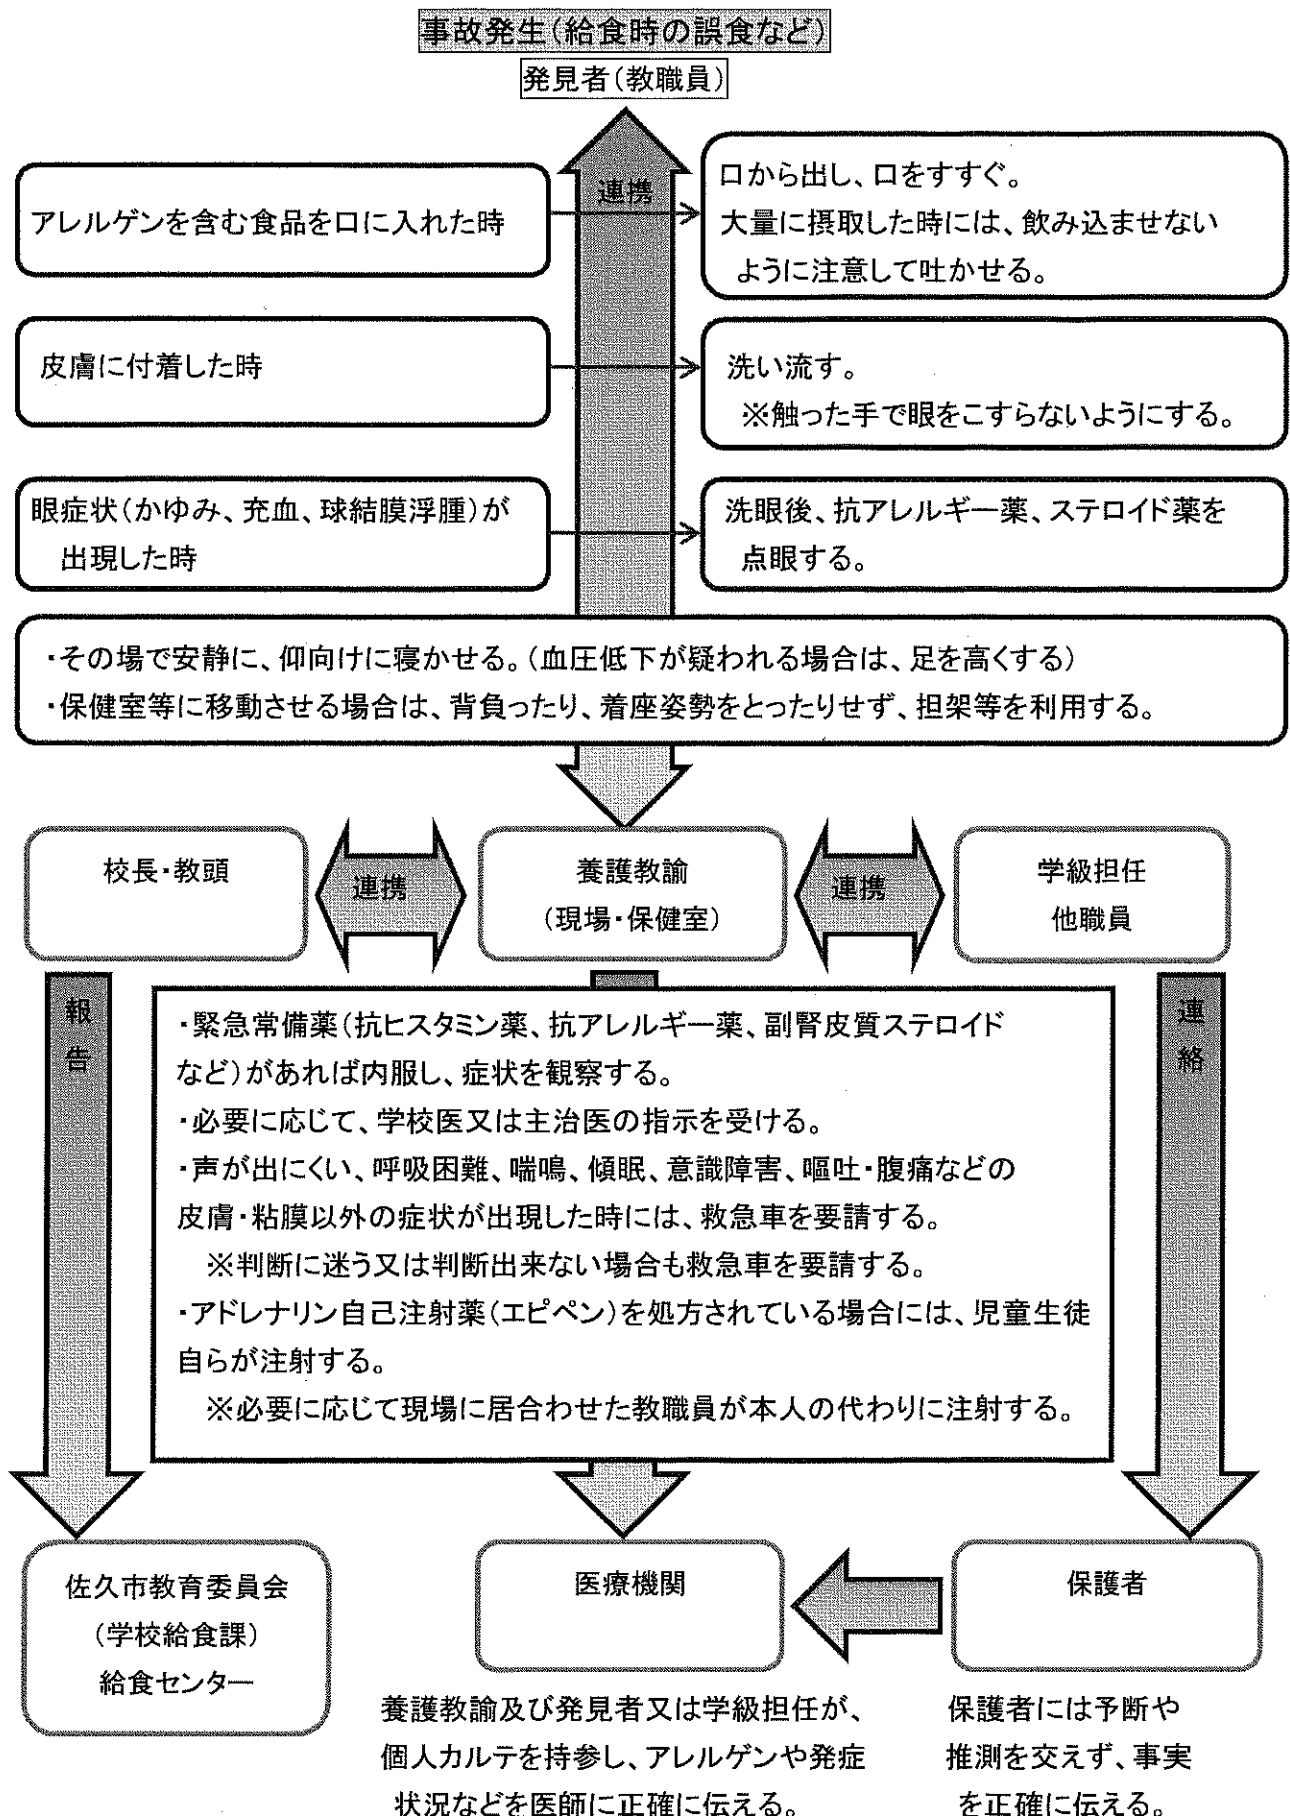 事故発生(給食時の誤食など)
発見者(教職員)
連携
アレルゲンを含む食品を口に入れた時
口から出し、口をすすぐ。
大量に摂取した時には、飲み込ませない
ように注意して吐かせる。
皮膚に付着した時
洗い流す。
※触った手で眼をこすらないようにする。
眼症状(かゆみ、充血、球結膜浮腫)が
出現した時
洗眼後、抗アレルギー薬、ステロイド薬を
点眼する。
・その場で安静に、仰向けに寝かせる。(血圧低下が疑われる場合は、足を高くする)
・保健室等に移動させる場合は、背負ったり、着座姿勢をとったりせず、担架等を利用する。
校長・教頭
連携
養護教諭
(現場・保健室)
連携
学級担任
他職員
報告
・緊急常備薬(抗ヒスタミン薬、抗アレルギー薬、副腎皮質ステロイド
など)があれば内服し、症状を観察する。
・必要に応じて、学校医又は主治医の指示を受ける。
・声が出にくい、呼吸困難、喘鳴、傾眠、意識障害、嘔吐・腹痛などの
皮膚・粘膜以外の症状が出現した時には、救急車を要請する。
※判断に迷う又は判断出来ない場合も救急車を要請する。
・アドレナリン自己注射薬(エピペン)を処方されている場合には、児童生徒
自らが注射する。
※必要に応じて現場に居合わせた教職員が本人の代わりに注射する。
連絡
佐久市教育委員会
(学校給食課)
給食センター
医療機関
保護者
養護教諭及び発見者又は学級担任が、
個人カルテを持参し、アレルゲンや発症
状況などを医師に正確に伝える。
保護者には予断や
推測を交えず、事実
を正確に伝える。